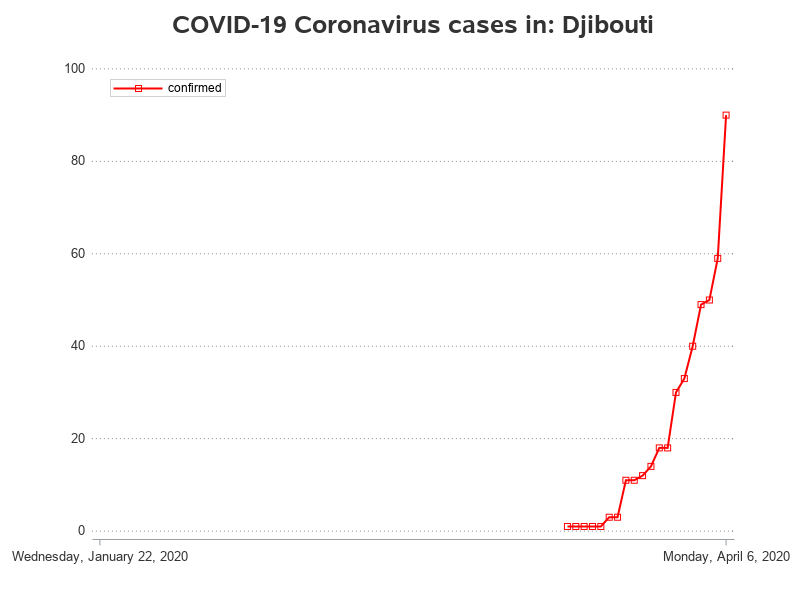 COVID-19 Coronavirus cases in: Djibouti
100
confirmed
80
60
40
20
0
Wednesday, January 22, 2020
Monday, April 6, 2020